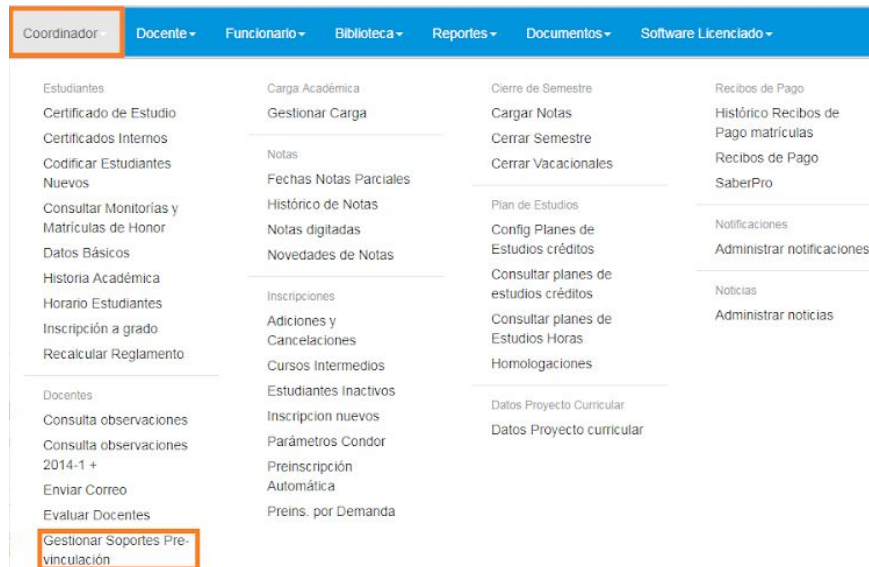 Coordinador Docente Funcionario Biblioteca Reportes Documentos Software Licenciado
Estudiantes
Certificado de Estudio
Certificados Internos
Codificar Estudiantes
Nuevos
Consultar Monitorías y
Matrículas de Honor
Datos Básicos
Historia Académica
Horario Estudiantes
Inscripción a grado
Recalcular Reglamento
Docentes
Consulta observaciones
Consulta observaciones
2014-1 +
Enviar Correo
Evaluar Docentes
Gestionar Soportes Pre-
vinculación
Carga Académica
Gestionar Carga
Notas
Fechas Notas Parciales
Histórico de Notas
Notas digitadas
Novedades de Notas
Inscripciones
Adiciones y
Cancelaciones
Cursos Intermedios
Estudiantes Inactivos
Inscripcion nuevos
Parámetros Condor
Preinscripción
Automática
Preins. por Demanda
Cierre de Semestre
Cargar Notas
Cerrar Semestre
Cerrar Vacacionales
Plan de Estudios
Config Planes de
Estudios créditos
Consultar planes de
estudios créditos
Consultar planes de
Estudios Horas
Homologaciones
Datos Proyecto Curricular
Datos Proyecto curricular
Recibos de Pago
Histórico Recibos de
Pago matrículas
Recibos de Pago
SaberPro
Notificaciones
Administrar notificaciones
Noticias
Administrar noticias